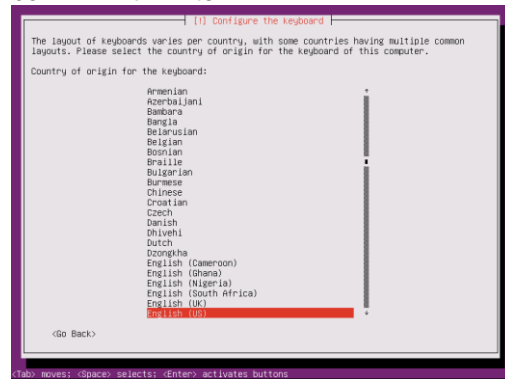 [!] Configure the keyboard
The layout of keyboards varies per country, with some countries having multiple common
layouts. Please select the country of origin for the keyboard of this computer.
Country of origin for the keyboard:
Armenian
Azerbaijani
Bambara
Bangla
Belarusian
Belgian
Bosnian
Braille
Bulgarian
Burmese
Chinese
Croatian
Czech
Danish
Dhivehi
Dutch
Dzongkha
English (Cameroon)
English (Ghana)
English (Nigeria)
English (South Africa)
English (UK)
English (US)
<Go Back>
<Tab> moves; <Space> selects; <Enter> activates buttons